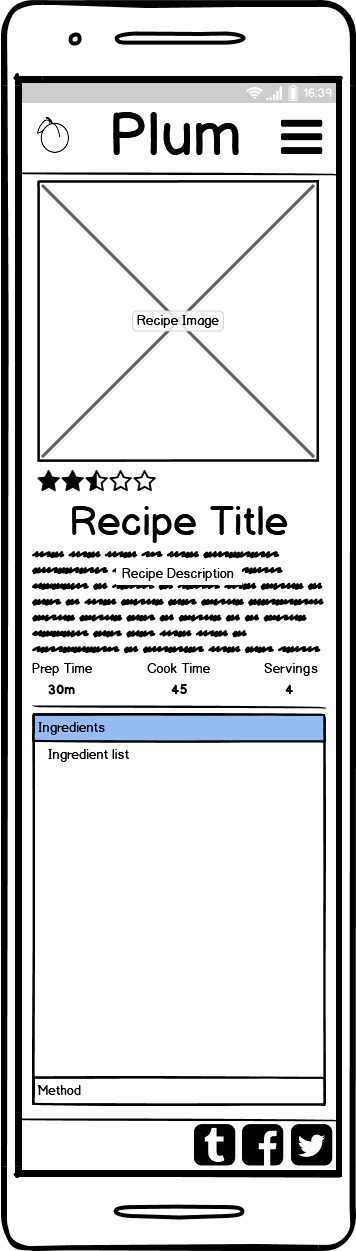 16:39
Plum
Recipe Image
Recipe Title
Recipe Description
Prep Time Cook Time Servings
30m 45 4
Ingredients
Ingredient list
Method